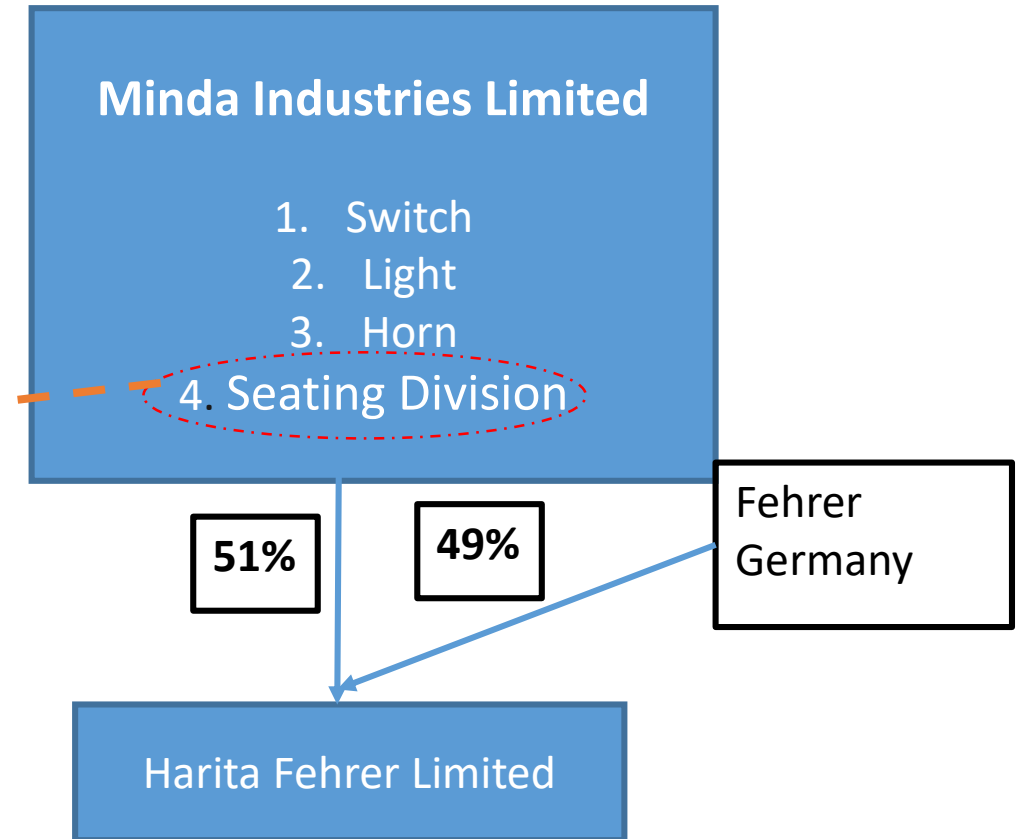 Minda Industries Limited
1. Switch
2. Light
3. Horn
4. Seating Division
51%
49%
Fehrer
Germany
Harita Fehrer Limited